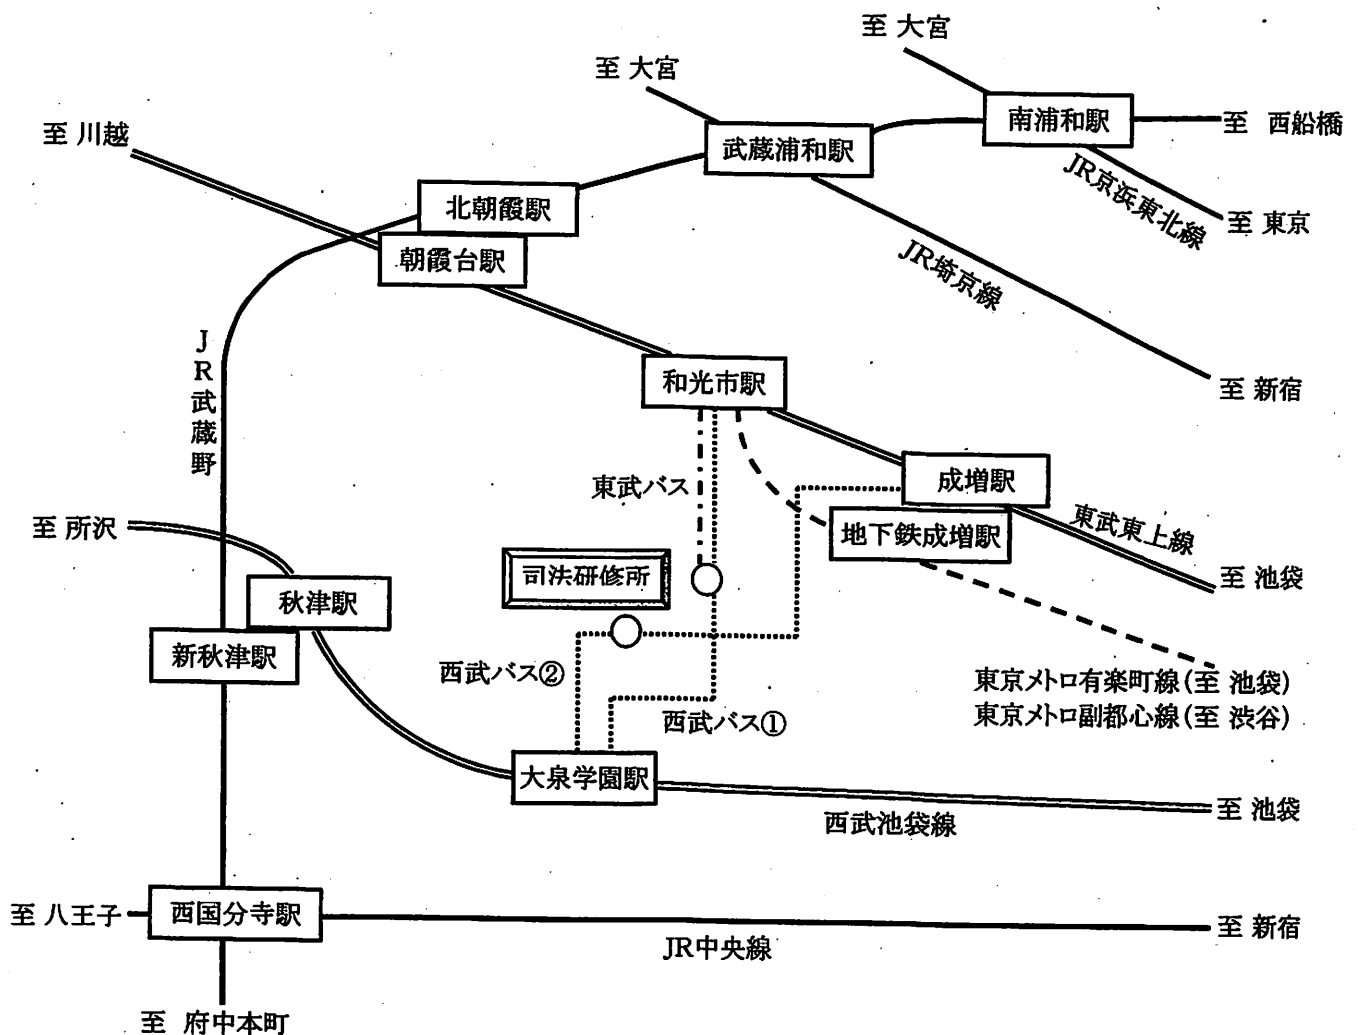 至 大宮
至 大宮
南浦和駅
至 西船橋
至 川越
武蔵浦和駅
JR京浜東北線
至 東京
北朝霞駅
朝霞台駅
JR埼京線
JR武蔵野
和光市駅
至 新宿
成増駅
東武バス
地下鉄成増駅
東武東上線
至 所沢
司法研修所
至 池袋
秋津駅
新秋津駅
西武バス②
西武バス①
東京メトロ有楽町線(至 池袋)
東京メトロ副都心線(至 渋谷)
大泉学園駅
西武池袋線
至 池袋
至 八王子
西国分寺駅
JR中央線
至 新宿
至 府中本町